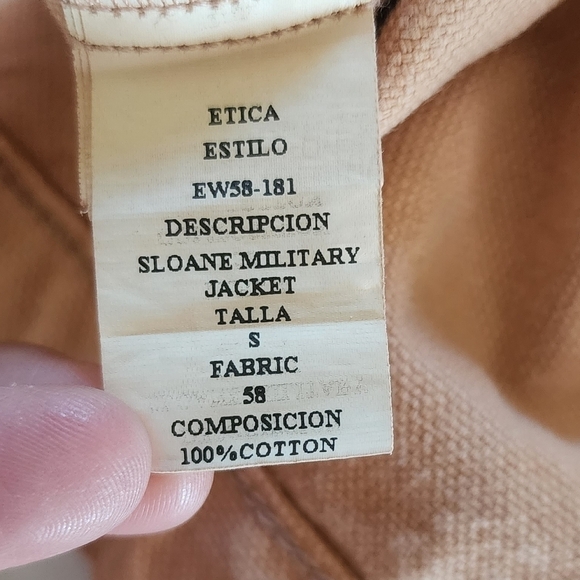 ETICA
ESTILO
EW58-181
DESCRIPCION
SLOANE MILITARY
JACKET
TALLA
S
FABRIC
58
COMPOSICION
100%COTTON